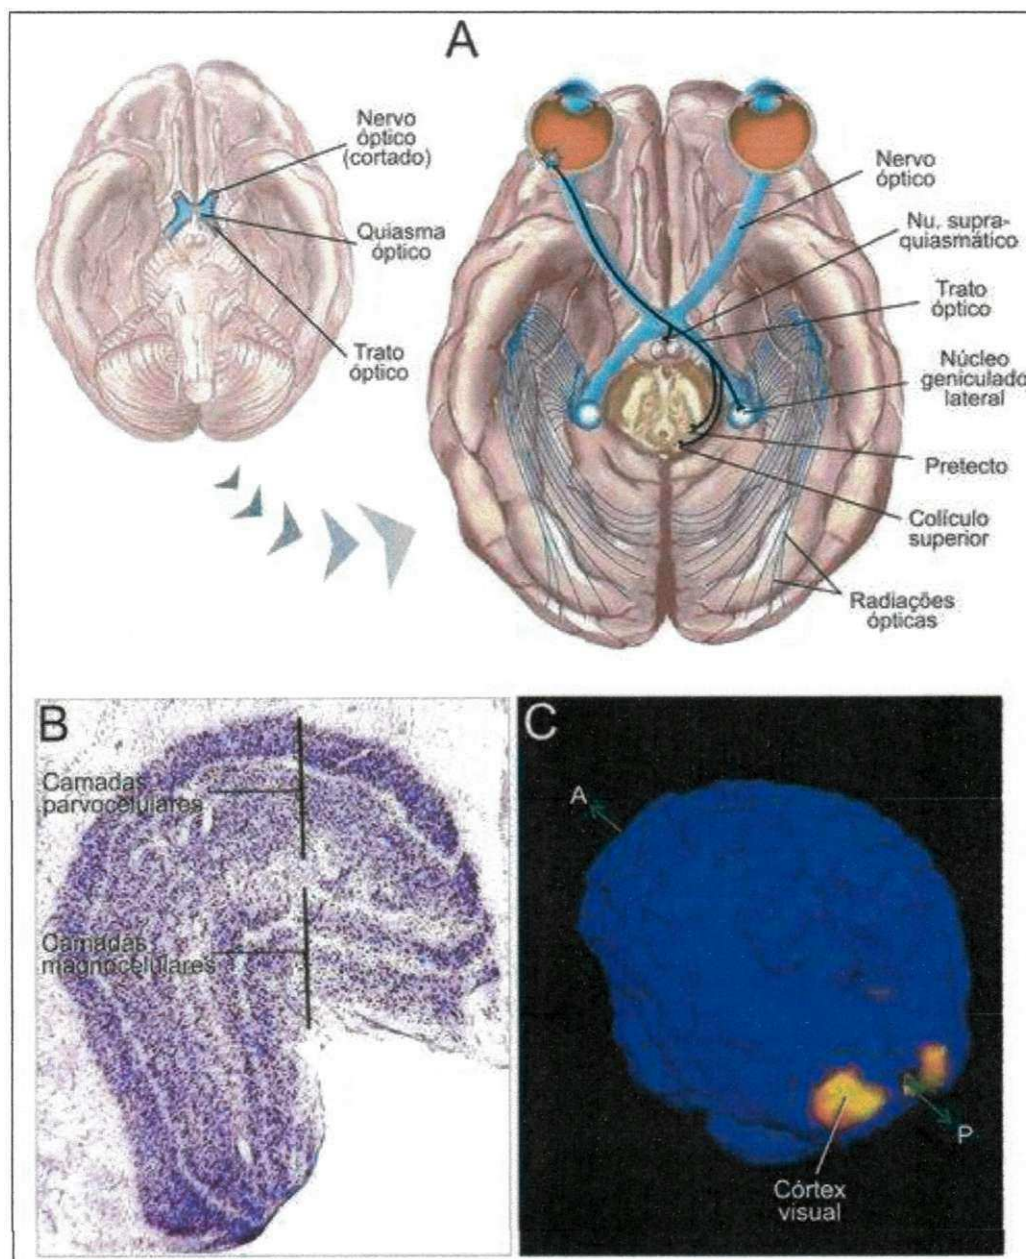 A
Nervo
óptico
(cortado)
Quiasma
óptico
Trato
óptico
Nervo
óptico
Nu. supra-
quiasmático
Trato
óptico
Núcleo
geniculado
lateral
Pretecto
Colículo
superior
Radiações
ópticas
B
Camadas
parvocelulares
Camadas
magnocelulares
C
A
P
Córtex
visual